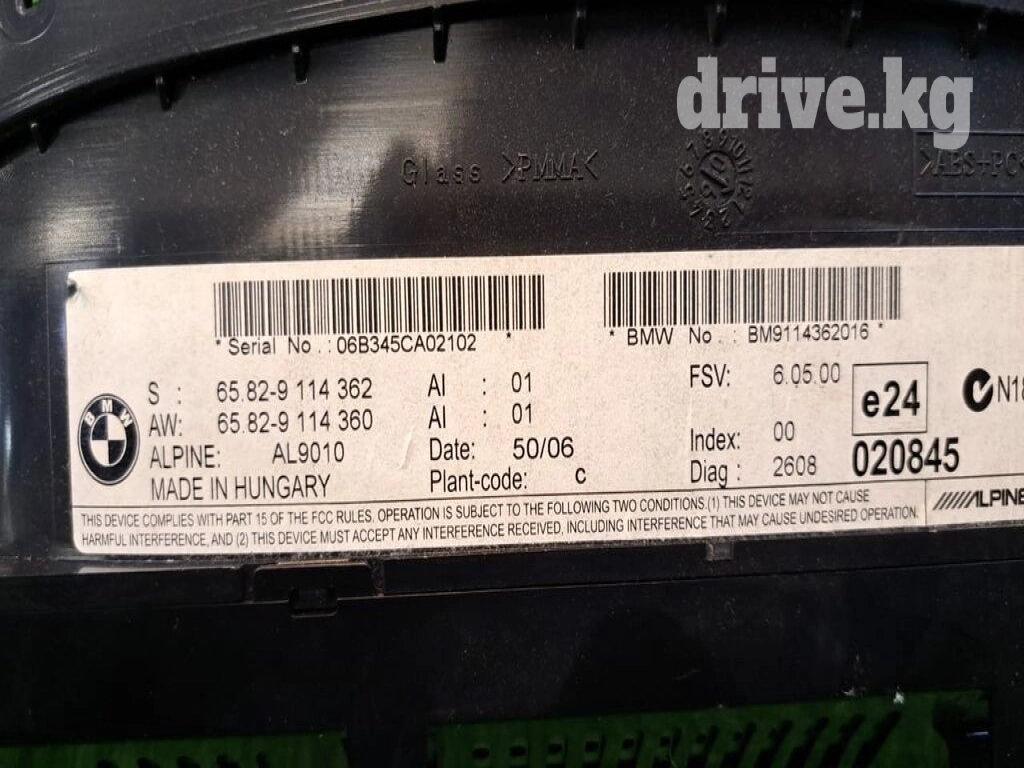 drive.kg
Glass >PMMA<
>ABS+PC
* Serial No .: 06B345CA02102 *
* BMW No .: BM9114362016 *
BMW
S : 65.82-9 114 362 AI : 01
AW: 65.82-9 114 360 AI : 01
ALPINE: AL9010 Date: 50/06
MADE IN HUNGARY Plant-code: C
FSV: 6.05.00
Index: 00
Diag : 2608
e24
020845
N18
ALPINE
THIS DEVICE COMPLIES WITH PART 15 OF THE FCC RULES, OPERATION IS SUBJECT TO THE FOLLOWING TWO CONDITIONS.(1) THIS DEVICE MAY NOT CAUSE
HARMFUL INTERFERENCE, AND (2) THIS DEVICE MUST ACCEPT ANY INTERFERENCE RECEIVED, INCLUDING INTERFERENCE THAT MAY CAUSE UNDESIRED OPERATION.